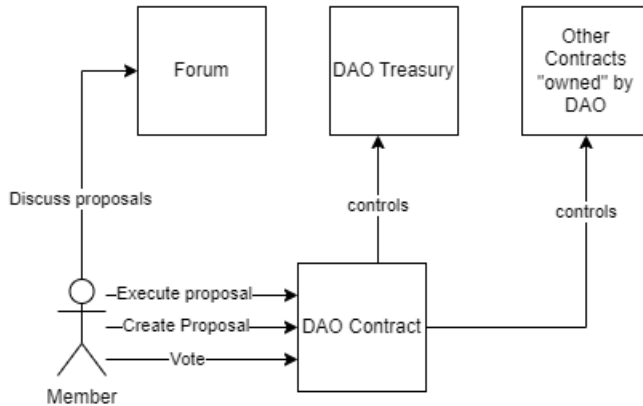 Forum
DAO Treasury
Other
Contracts
"owned" by
DAO
Discuss proposals
controls
controls
Execute proposal
Create Proposal
DAO Contract
Vote
Member